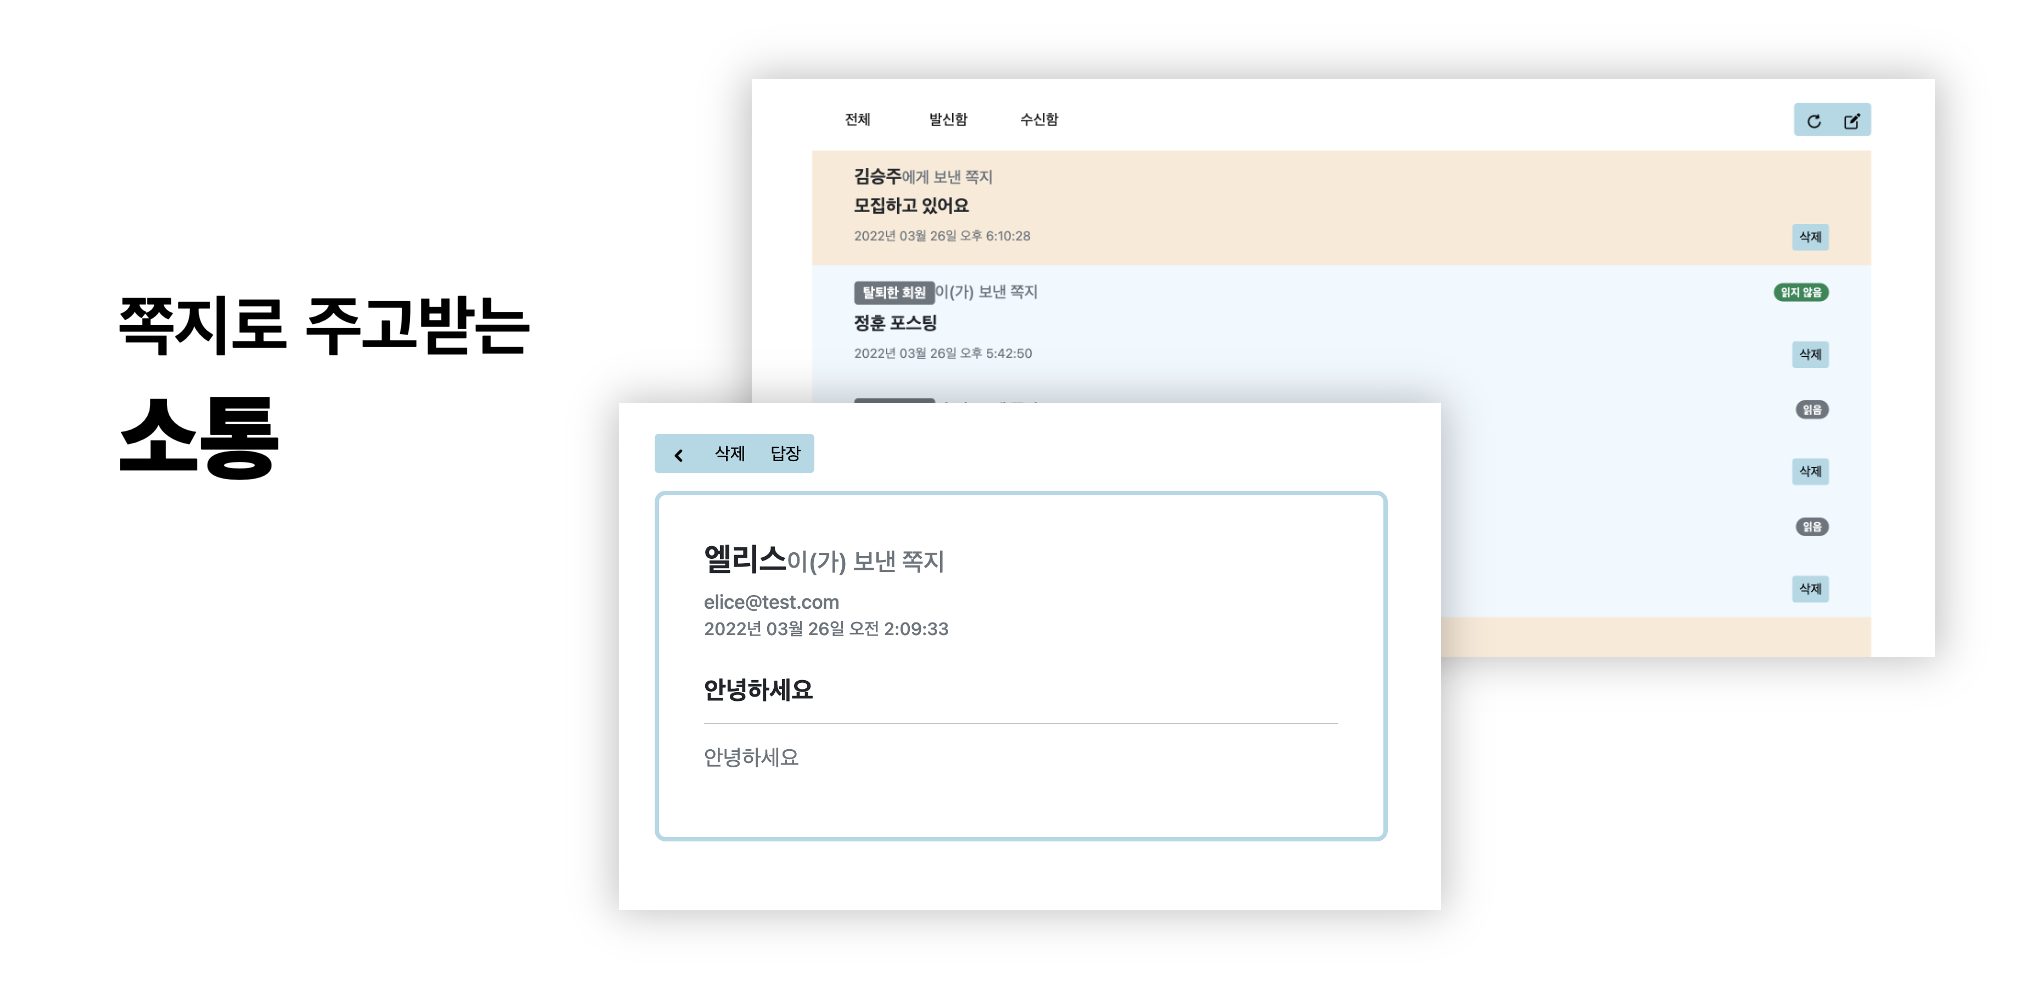 쪽지로 주고받는
소통
전체 발신함 수신함
김승주에게 보낸 쪽지
모집하고 있어요
2022년 03월 26일 오후 6:10:28
삭제
탈퇴한 회원이(가) 보낸 쪽지
읽지 않음
정훈 포스팅
2022년 03월 26일 오후 5:42:50
삭제
읽음
삭제
읽음
삭제
삭제 답장
엘리스이(가) 보낸 쪽지
elice@test.com
2022년 03월 26일 오전 2:09:33
안녕하세요
안녕하세요